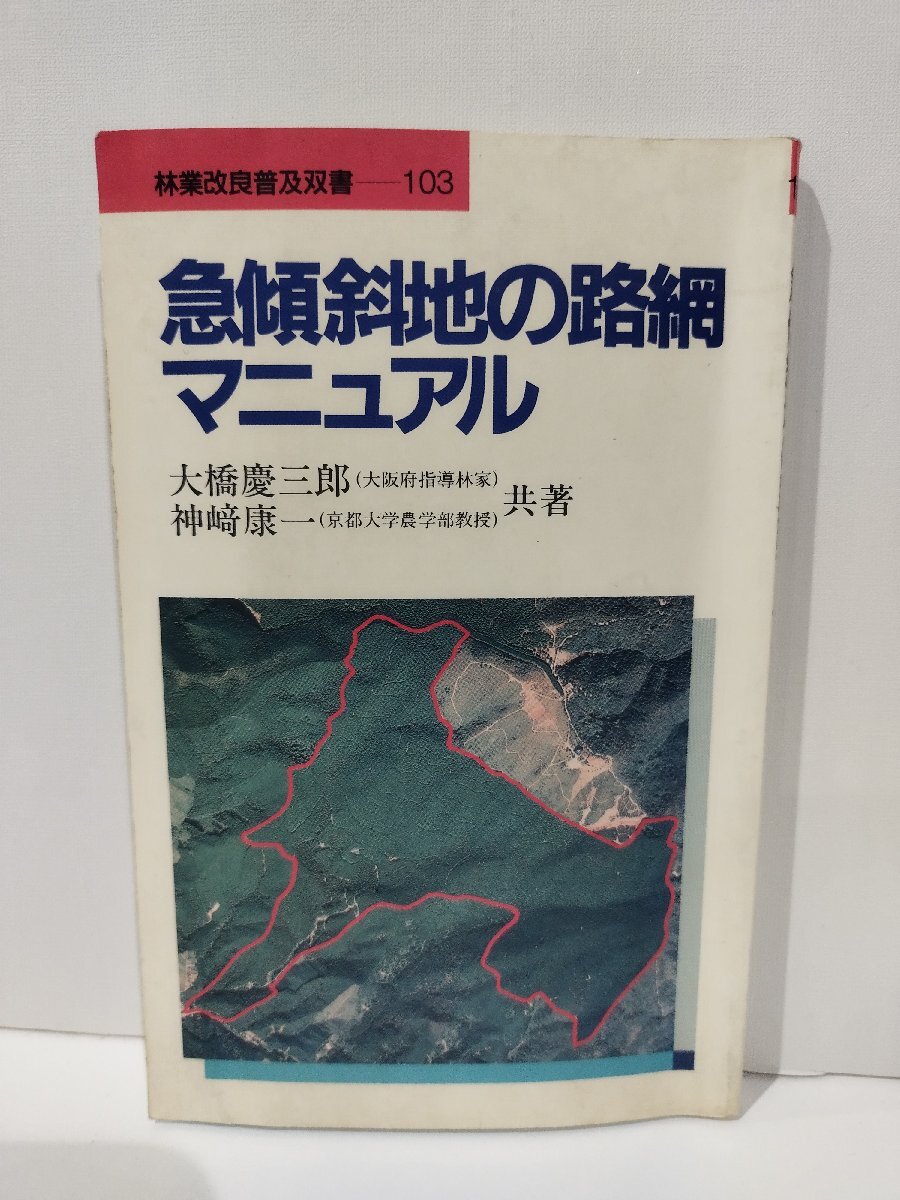 林業改良普及双書――103
急傾斜地の路網
マニュアル
大橋慶三郎(大阪府指導林家)
神﨑康一(京都大学農学部教授)
共著